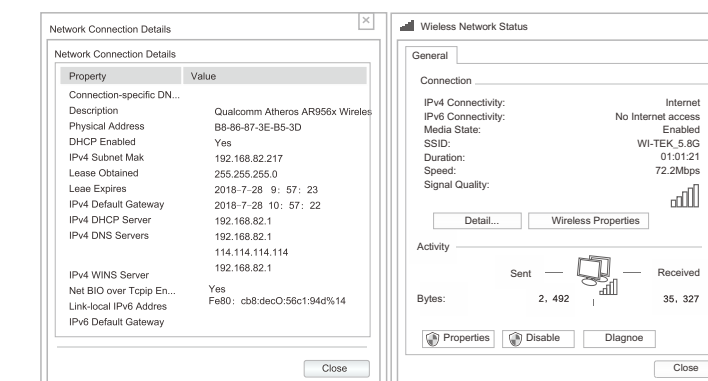 Network Connection Details
Network Connection Details
Property Value
Connection-specific DN...
Description Qualcomm Atheros AR956x Wireles
Physical Address B8-86-87-3E-B5-3D
DHCP Enabled Yes
IPv4 Subnet Mak 192.168.82.217
Lease Obtained 255.255.255.0
Leae Expires 2018-7-28 9: 57: 23
IPv4 Default Gateway 2018-7-28 10: 57: 22
IPv4 DHCP Server 192.168.82.1
IPv4 DNS Servers 192.168.82.1
114.114.114.114
192.168.82.1
IPv4 WINS Server
Net BIO over Tcpip En... Yes
Link-local IPv6 Addres Fe80: cb8:decO:56c1:94d%14
IPv6 Default Gateway
Close
Wieless Network Status
General
Connection
IPv4 Connectivity: Internet
IPv6 Connectivity: No Internet access
Media State: Enabled
SSID: WI-TEK_5.8G
Duration: 01:01:21
Speed: 72.2Mbps
Signal Quality:
Detail... Wireless Properties
Activity
Sent Received
Bytes: 2, 492 35, 327
Properties Disable DIagnoe
Close